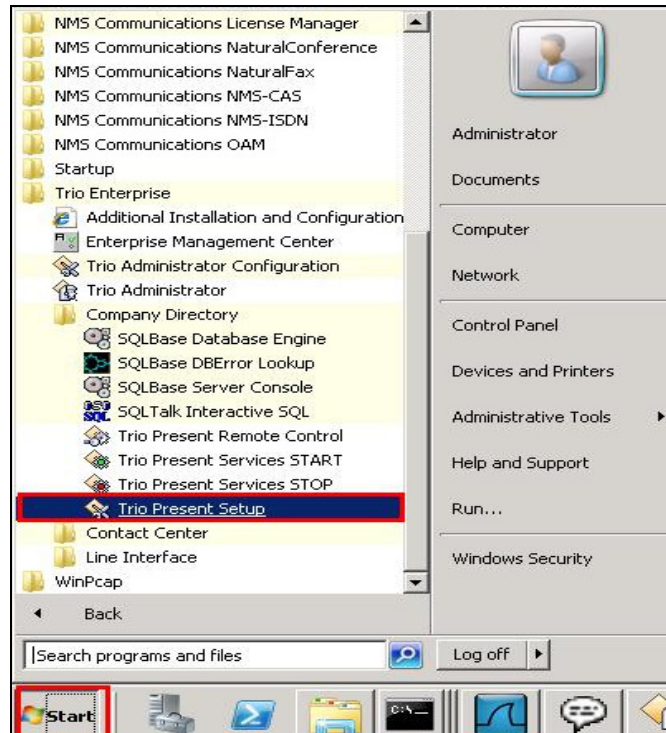 NMS Communications License Manager
NMS Communications NaturalConference
NMS Communications NaturalFax
NMS Communications NMS-CAS
NMS Communications NMS-ISDN
NMS Communications OAM
Startup
Trio Enterprise
Additional Installation and Configuration
Enterprise Management Center
Trio Administrator Configuration
Trio Administrator
Company Directory
SQLBase Database Engine
SQLBase DBError Lookup
SQLBase Server Console
SQLTalk Interactive SQL
Trio Present Remote Control
Trio Present Services START
Trio Present Services STOP
Trio Present Setup
Contact Center
Line Interface
WinPcap
Back
Search programs and files
Administrator
Documents
Computer
Network
Control Panel
Devices and Printers
Administrative Tools
Help and Support
Run...
Windows Security
Log off
Start